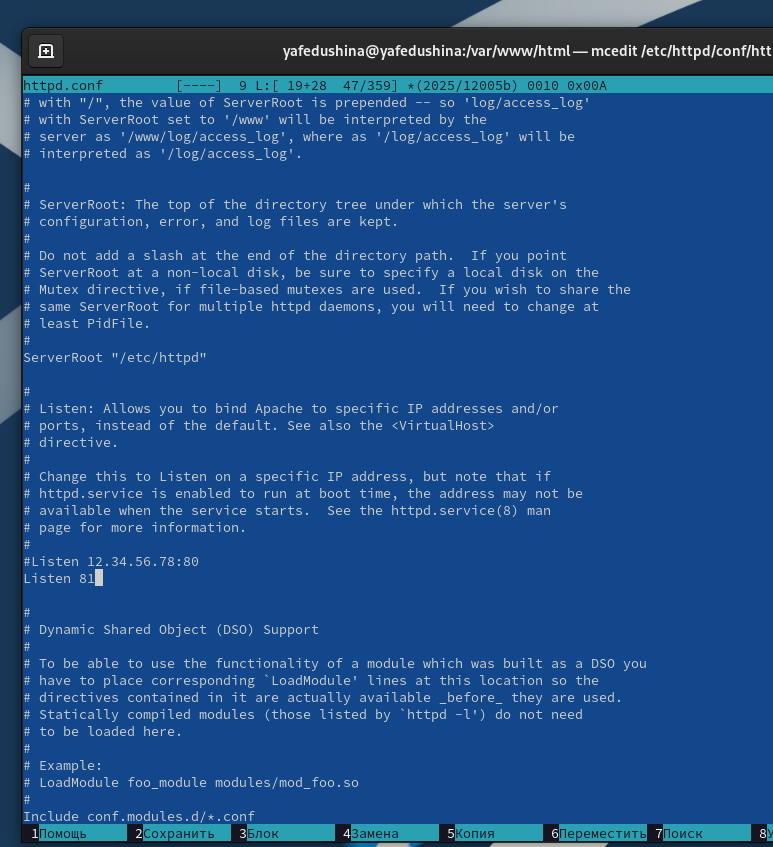 yafedushina@yafedushina:/var/www/html — mcedit /etc/httpd/conf/htt
httpd.conf          [----]  9 L:[ 19+28  47/359] *(2025/12005b) 0010 0x00A
# with "/", the value of ServerRoot is prepended -- so 'log/access_log'
# with ServerRoot set to '/www' will be interpreted by the
# server as '/www/log/access_log', where as '/log/access_log' will be
# interpreted as '/log/access_log'.
#
# ServerRoot: The top of the directory tree under which the server's
# configuration, error, and log files are kept.
#
# Do not add a slash at the end of the directory path.  If you point
# ServerRoot at a non-local disk, be sure to specify a local disk on the
# Mutex directive, if file-based mutexes are used.  If you wish to share the
# same ServerRoot for multiple httpd daemons, you will need to change at
# least PidFile.
#
ServerRoot "/etc/httpd"
#
# Listen: Allows you to bind Apache to specific IP addresses and/or
# ports, instead of the default. See also the <VirtualHost>
# directive.
#
# Change this to Listen on a specific IP address, but note that if
# httpd.service is enabled to run at boot time, the address may not be
# available when the service starts.  See the httpd.service(8) man
# page for more information.
#
#Listen 12.34.56.78:80
Listen 81
#
# Dynamic Shared Object (DSO) Support
#
# To be able to use the functionality of a module which was built as a DSO you
# have to place corresponding `LoadModule' lines at this location so the
# directives contained in it are actually available _before_ they are used.
# Statically compiled modules (those listed by `httpd -l') do not need
# to be loaded here.
#
# Example:
# LoadModule foo_module modules/mod_foo.so
#
Include conf.modules.d/*.conf
1Помощь 2Сохранить 3Блок 4Замена 5Копия 6Переместить 7Поиск 8